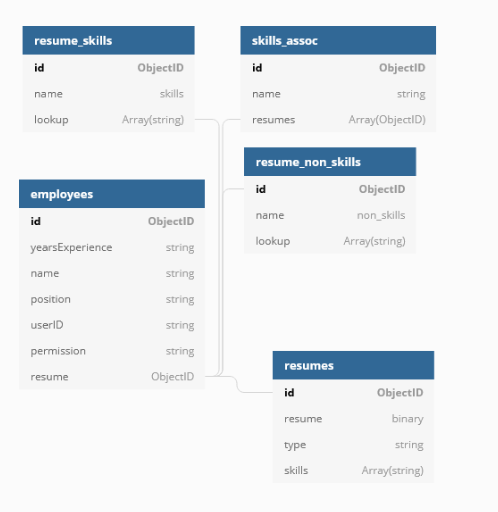 resume_skills
id ObjectID
name skills
lookup Array(string)
skills_assoc
id ObjectID
name string
resumes Array(ObjectID)
resume_non_skills
id ObjectID
name non_skills
lookup Array(string)
employees
id ObjectID
yearsExperience string
name string
position string
userID string
permission string
resume ObjectID
resumes
id ObjectID
resume binary
type string
skills Array(string)